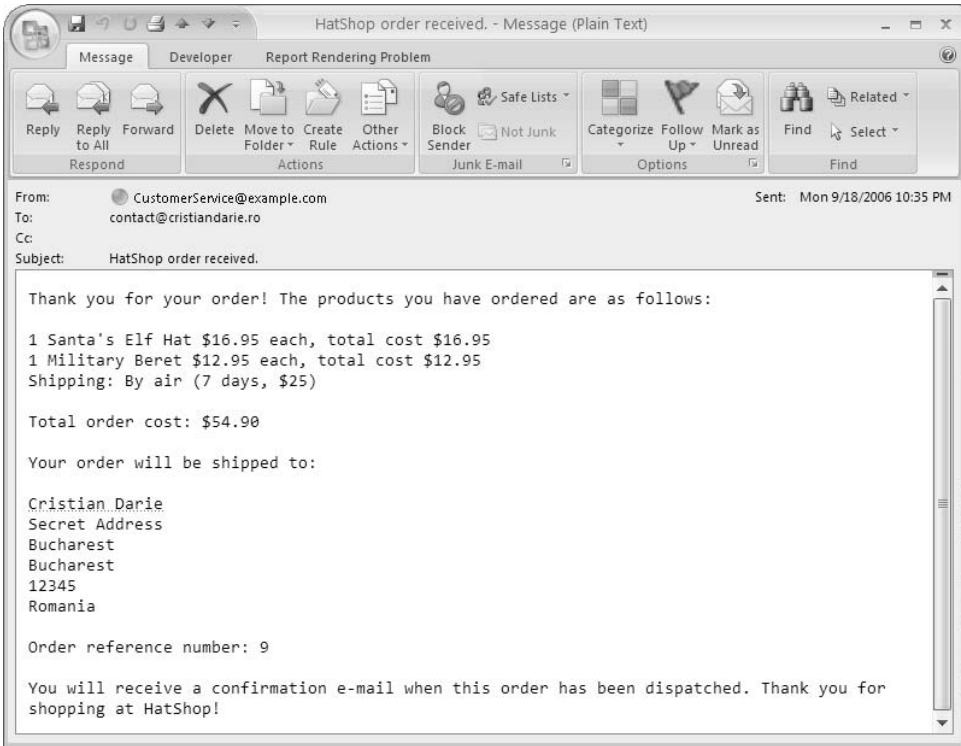 HatShop order received. - Message (Plain Text)
Message Developer Report Rendering Problem
Reply Reply to All Forward
Respond
Delete Move to Folder Create Rule Other Actions
Actions
Block Sender Safe Lists Not Junk
Junk E-mail
Categorize Follow Up Mark as Unread
Options
Find Related Select
Find
From: CustomerService@example.com Sent: Mon 9/18/2006 10:35 PM
To: contact@cristiandarie.ro
Cc:
Subject: HatShop order received.
Thank you for your order! The products you have ordered are as follows:
1 Santa's Elf Hat $16.95 each, total cost $16.95
1 Military Beret $12.95 each, total cost $12.95
Shipping: By air (7 days, $25)
Total order cost: $54.90
Your order will be shipped to:
Cristian Darie
Secret Address
Bucharest
Bucharest
12345
Romania
Order reference number: 9
You will receive a confirmation e-mail when this order has been dispatched. Thank you for
shopping at HatShop!